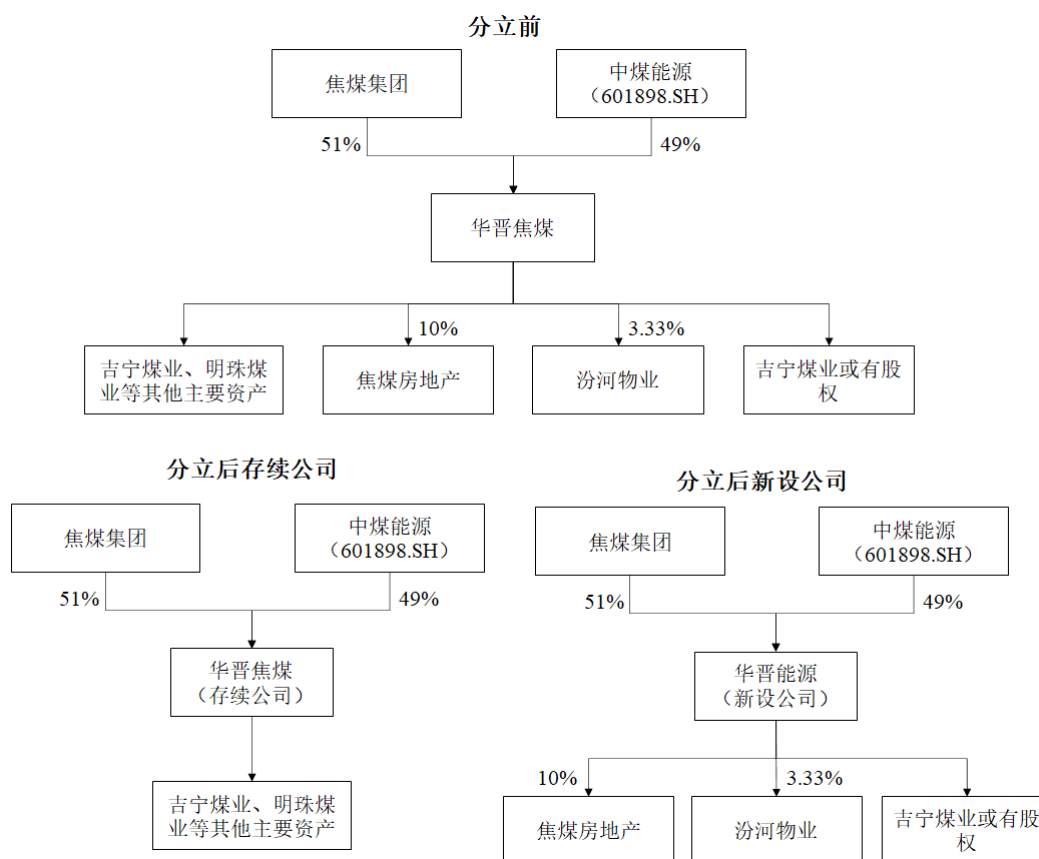 分立前
焦煤集团
中煤能源
（601898.SH）
51%
49%
华晋焦煤
10%
3.33%
吉宁煤业、明珠煤
业等其他主要资产
焦煤房地产
汾河物业
吉宁煤业或有股
权
分立后存续公司
焦煤集团
中煤能源
（601898.SH）
51%
49%
华晋焦煤
（存续公司）
吉宁煤业、明珠煤
业等其他主要资产
分立后新设公司
焦煤集团
中煤能源
（601898.SH）
51%
49%
华晋能源
（新设公司）
10%
3.33%
焦煤房地产
汾河物业
吉宁煤业或有股
权